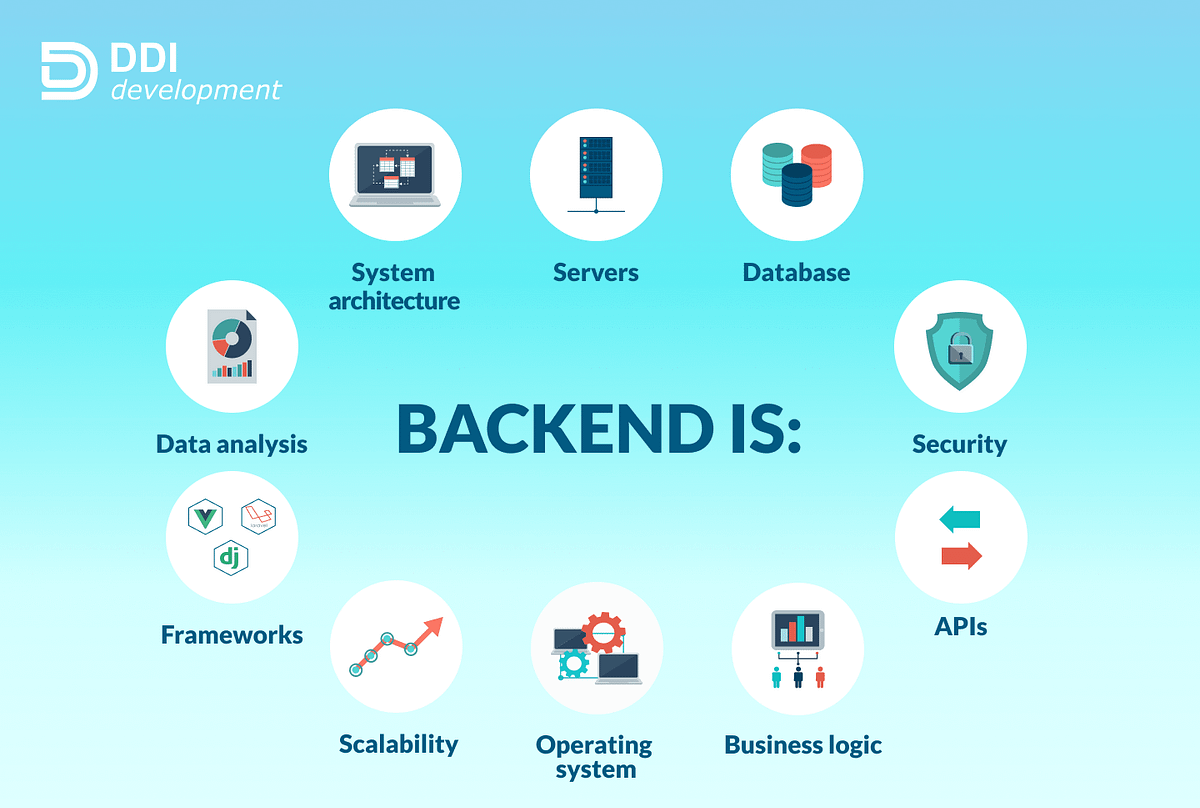 DDI
development
System
architecture
Servers
Database
Data analysis
BACKEND IS:
Security
dj
Frameworks
APIs
Scalability
Operating
system
Business logic